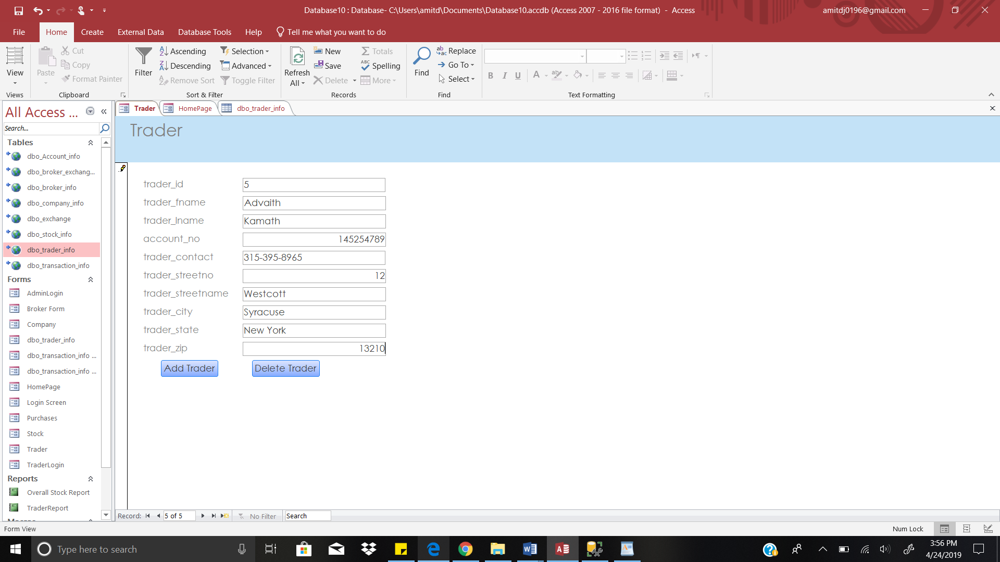 Database10 : Database- C:\Users\amitd\Documents\Database10.accdb (Access 2007 - 2016 file format) - Access
amitdj0196@gmail.com
File Home Create External Data Database Tools Help Tell me what you want to do
View
Views
Paste
Cut
Copy
Format Painter
Clipboard
Filter
Ascending
Descending
Remove Sort
Selection
Advanced
Toggle Filter
Sort & Filter
Refresh
All
New
Save
Delete
Totals
Spelling
More
Records
Find
Replace
Go To
Select
Find
B I U A
Text Formatting
All Access ...
Search...
Tables
dbo_Account_info
dbo_broker_exchang...
dbo_broker_info
dbo_company_info
dbo_exchange
dbo_stock_info
dbo_trader_info
dbo_transaction_info
Forms
AdminLogin
Broker Form
Company
dbo_trader_info
dbo_transaction_info ...
dbo_transaction_info ...
HomePage
Login Screen
Purchases
Stock
Trader
TraderLogin
Reports
Overall Stock Report
TraderReport
Trader HomePage dbo_trader_info
Trader
trader_id 5
trader_fname Advaith
trader_lname Kamath
account_no 145254789
trader_contact 315-395-8965
trader_streetno 12
trader_streetname Westcott
trader_city Syracuse
trader_state New York
trader_zip 13210
Add Trader Delete Trader
Record: 5 of 5 No Filter Search
Form View
Num Lock
Type here to search
3:56 PM
4/24/2019